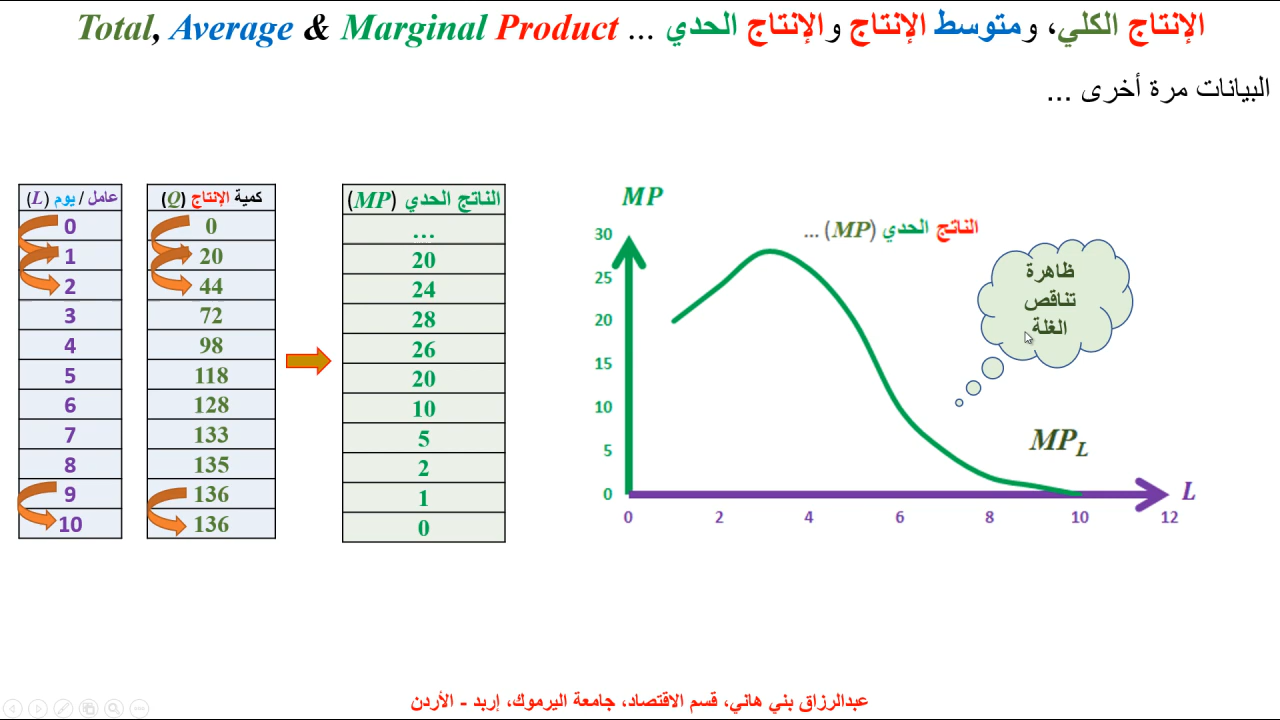 الإنتاج الكلي، ومتوسط الإنتاج والإنتاج الحدي ... Total, Average & Marginal Product
البيانات مرة أخرى ...
عامل / يوم (L)
0
1
2
3
4
5
6
7
8
9
10
كمية الإنتاج (Q)
0
20
44
72
98
118
128
133
135
136
136
الناتج الحدي (MP)
...
20
24
28
26
20
10
5
2
1
0
MP
30
25
20
15
10
5
0
0 2 4 6 8 10 12
L
الناتج الحدي (MP) ...
ظاهرة
تناقص
الغلة
MPL
عبدالرزاق بني هاني، قسم الاقتصاد، جامعة اليرموك، إربد - الأردن